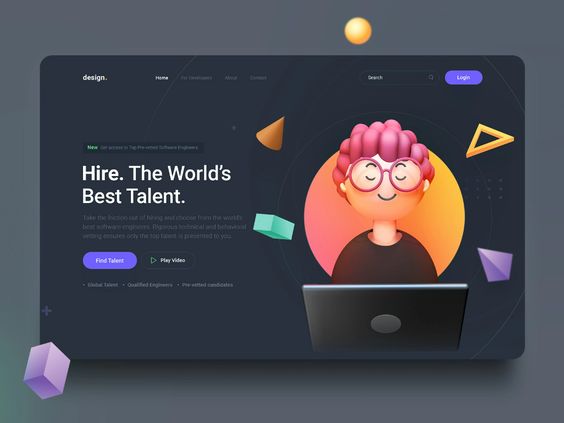 design.
Home
For Developers
About
Contact
Search
Login
New Get access to Top Pre-vetted Software Engineers
Hire. The World's
Best Talent.
Take the friction out of hiring and choose from the world's
best software engineers. Rigorous technical and behavioral
vetting ensures only the top talent is presented to you.
Find Talent
Play Video
• Global Talent • Qualified Engineers • Pre-vetted candidates